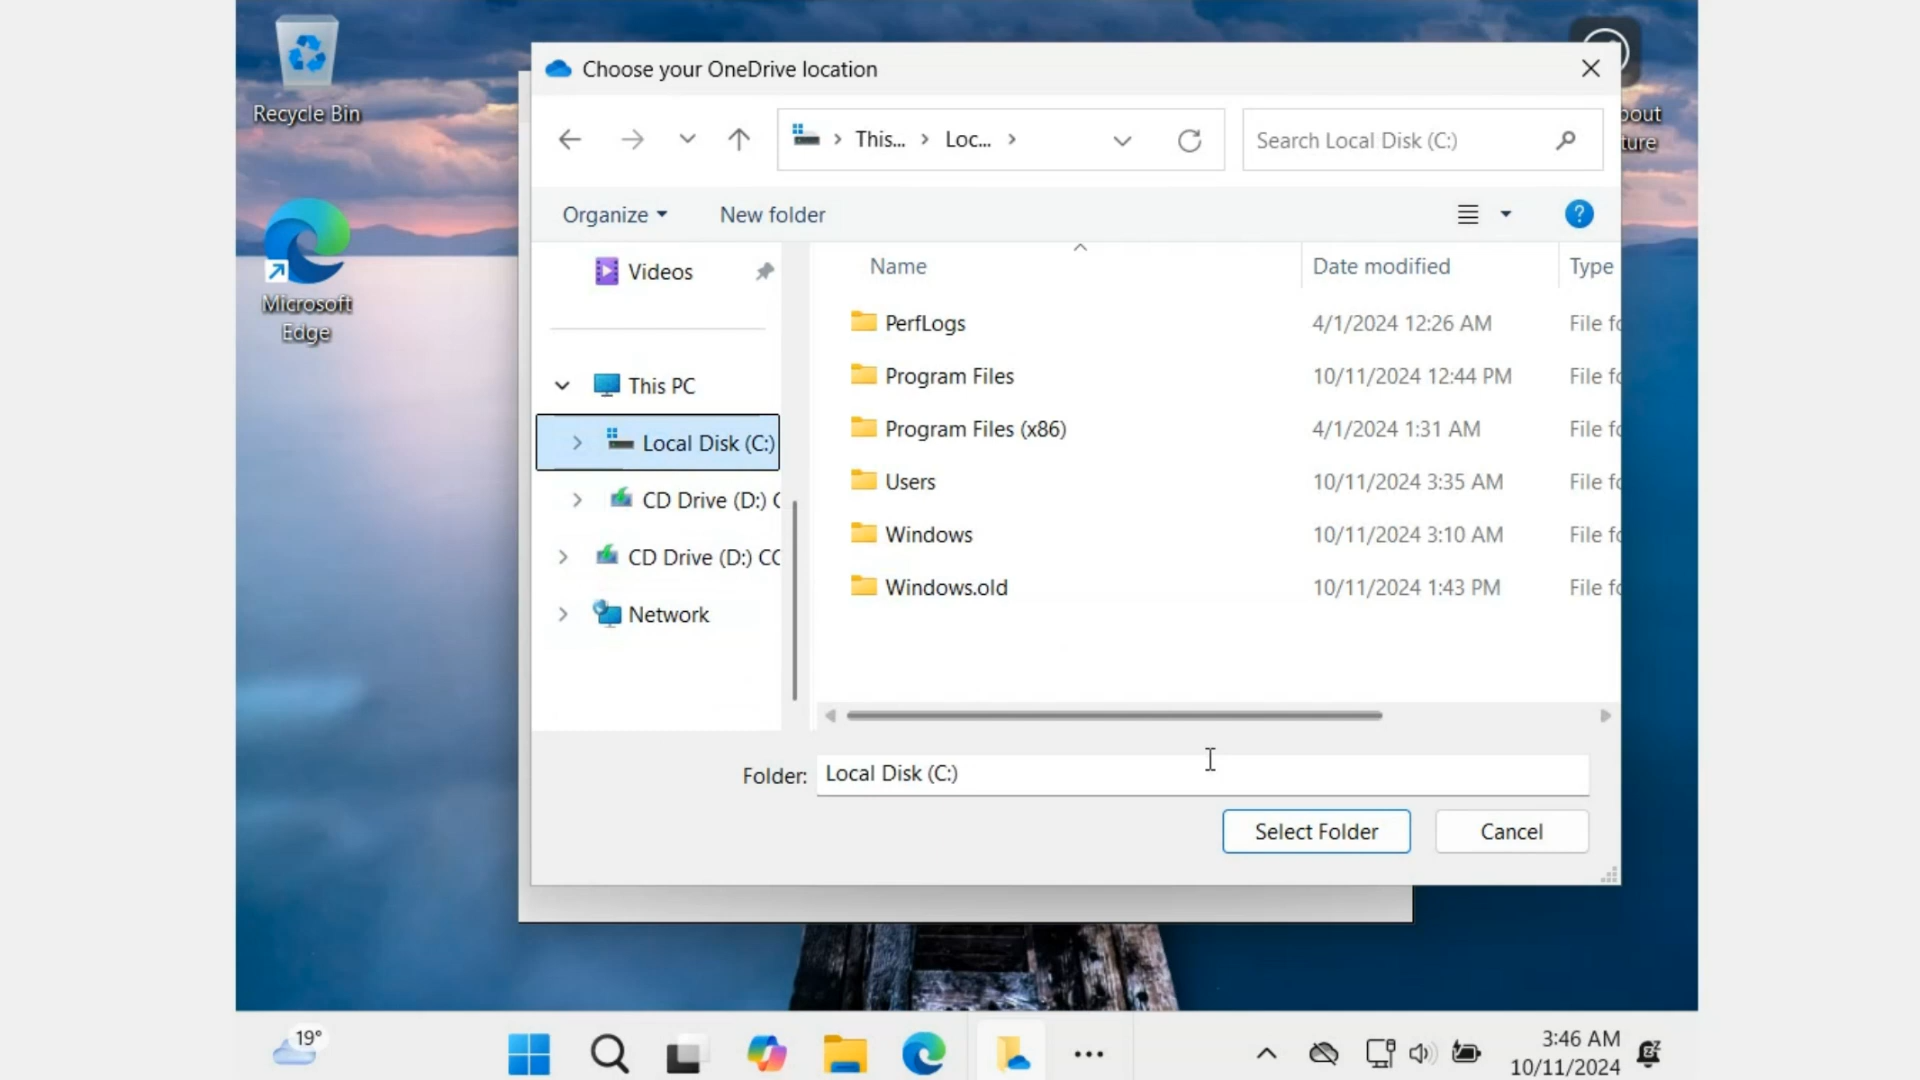 Recycle Bin
Microsoft
Edge
Choose your OneDrive location
This...
Loc...
Search Local Disk (C:)
Organize
New folder
Videos
This PC
Local Disk (C:)
CD Drive (D:) C
CD Drive (D:) CC
Network
Name
Date modified
Type
PerfLogs
4/1/2024 12:26 AM
File fo
Program Files
10/11/2024 12:44 PM
File fo
Program Files (x86)
4/1/2024 1:31 AM
File fo
Users
10/11/2024 3:35 AM
File fo
Windows
10/11/2024 3:10 AM
File fo
Windows.old
10/11/2024 1:43 PM
File fo
Folder:
Local Disk (C:)
Select Folder
Cancel
bout
ture
19°
3:46 AM
10/11/2024